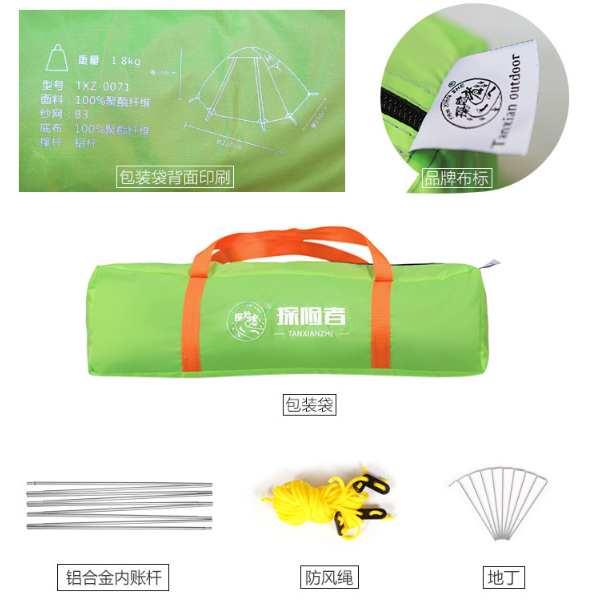 重量 1.8kg
型号: TXZ-0071
面料: 100%聚酯纤维
纱网: B3
底布: 100%聚酯纤维
撑杆: 铝杆
包装袋背面印刷
Tanxian outdoor
品牌布标
探险者
TANXIANZHE
包装袋
铝合金内账杆
防风绳
地丁